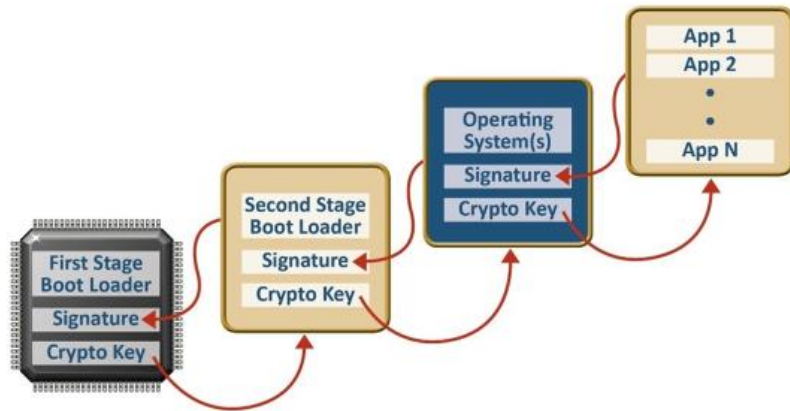 First Stage
Boot Loader
Signature
Crypto Key
Second Stage
Boot Loader
Signature
Crypto Key
Operating
System(s)
Signature
Crypto Key
App 1
App 2
App N